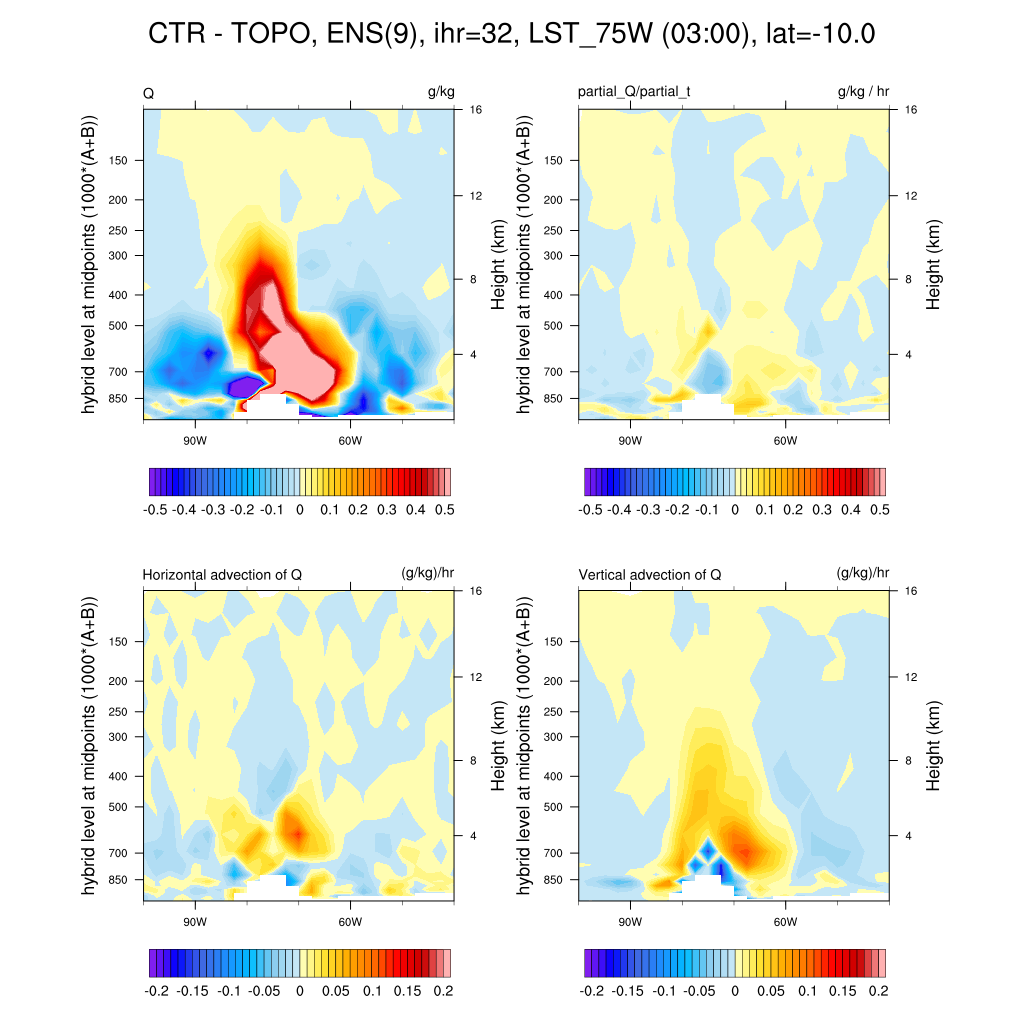 CTR - TOPO, ENS(9), ihr=32, LST_75W (03:00), lat=-10.0
Q g/kg
hybrid level at midpoints (1000*(A+B))
150
200
250
300
400
500
700
850
16
12
8
4
Height (km)
90W 60W
-0.5 -0.4 -0.3 -0.2 -0.1 0 0.1 0.2 0.3 0.4 0.5
partial_Q/partial_t g/kg / hr
hybrid level at midpoints (1000*(A+B))
150
200
250
300
400
500
700
850
16
12
8
4
Height (km)
90W 60W
-0.5 -0.4 -0.3 -0.2 -0.1 0 0.1 0.2 0.3 0.4 0.5
Horizontal advection of Q (g/kg)/hr
hybrid level at midpoints (1000*(A+B))
150
200
250
300
400
500
700
850
16
12
8
4
Height (km)
90W 60W
-0.2 -0.15 -0.1 -0.05 0 0.05 0.1 0.15 0.2
Vertical advection of Q (g/kg)/hr
hybrid level at midpoints (1000*(A+B))
150
200
250
300
400
500
700
850
16
12
8
4
Height (km)
90W 60W
-0.2 -0.15 -0.1 -0.05 0 0.05 0.1 0.15 0.2